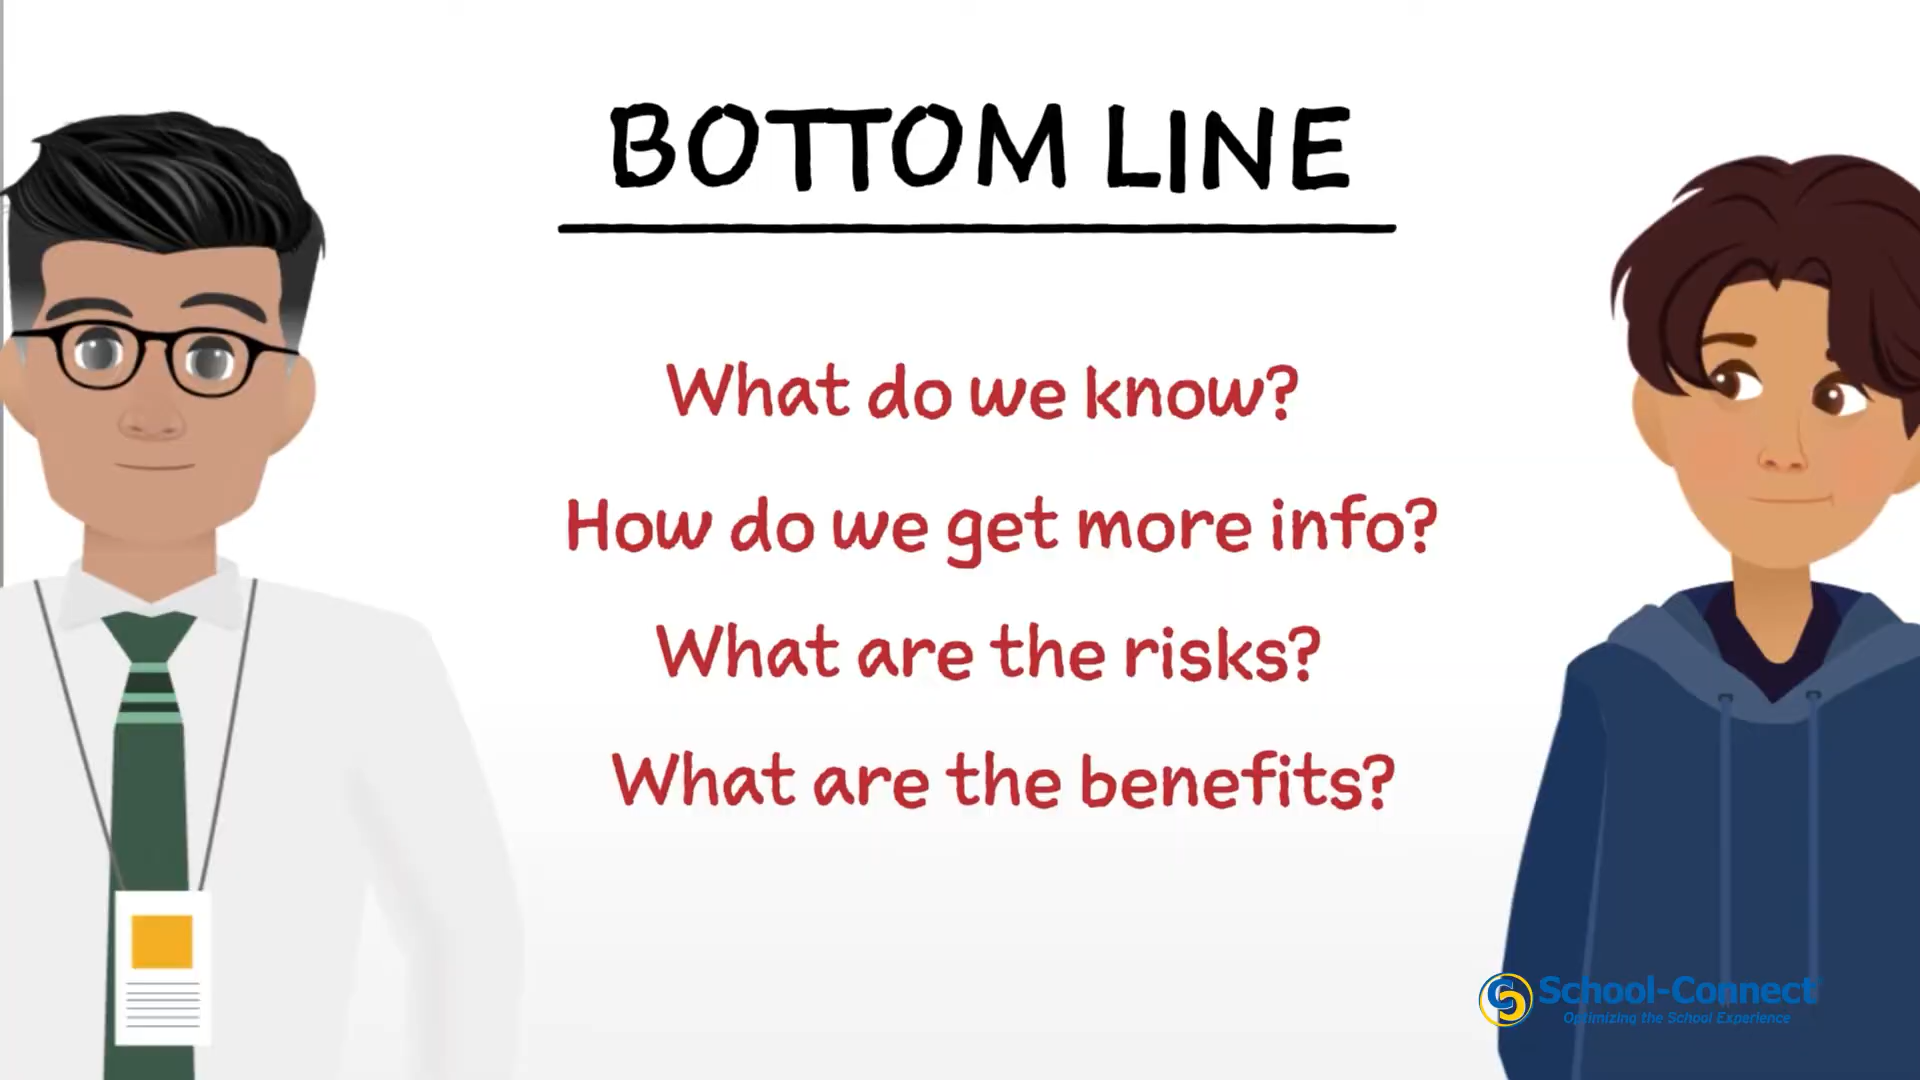 BOTTOM LINE
What do we know?
How do we get more info?
What are the risks?
What are the benefits?
School-Connect
Optimizing the School Experience